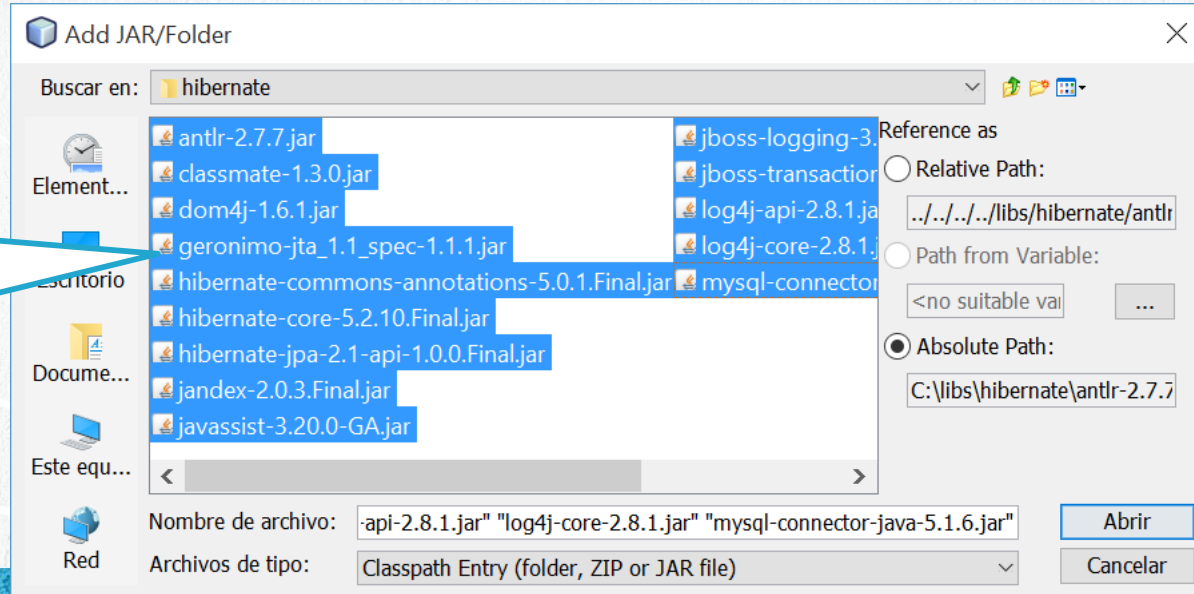 Add JAR/Folder
Buscar en: hibernate
Element...
Escritorio
Docume...
Este equ...
Red
antlr-2.7.7.jar
classmate-1.3.0.jar
dom4j-1.6.1.jar
geronimo-jta_1.1_spec-1.1.1.jar
hibernate-commons-annotations-5.0.1.Final.jar
hibernate-core-5.2.10.Final.jar
hibernate-jpa-2.1-api-1.0.0.Final.jar
jandex-2.0.3.Final.jar
javassist-3.20.0-GA.jar
jboss-logging-3.
jboss-transaction
log4j-api-2.8.1.ja
log4j-core-2.8.1.j
mysql-connector
Reference as
Relative Path:
../../../../libs/hibernate/antlr
Path from Variable:
<no suitable var
...
Absolute Path:
C:\libs\hibernate\antlr-2.7.7
Nombre de archivo: -api-2.8.1.jar" "log4j-core-2.8.1.jar" "mysql-connector-java-5.1.6.jar"
Abrir
Archivos de tipo: Classpath Entry (folder, ZIP or JAR file)
Cancelar